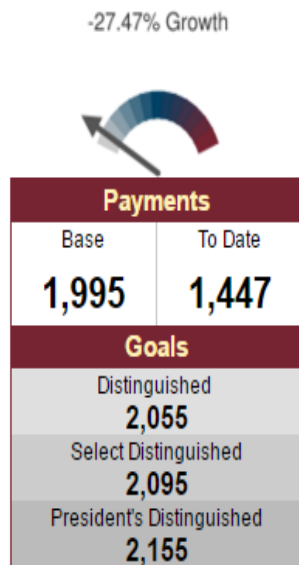 -27.47% Growth
Payments
Base To Date
1,995 1,447
Goals
Distinguished
2,055
Select Distinguished
2,095
President's Distinguished
2,155